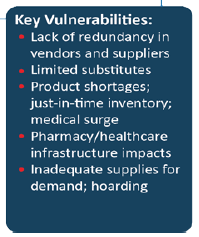 Key Vulnerabilities:
• Lack of redundancy in
vendors and suppliers
• Limited substitutes
• Product shortages;
just-in-time inventory;
medical surge
• Pharmacy/healthcare
infrastructure impacts
• Inadequate supplies for
demand; hoarding